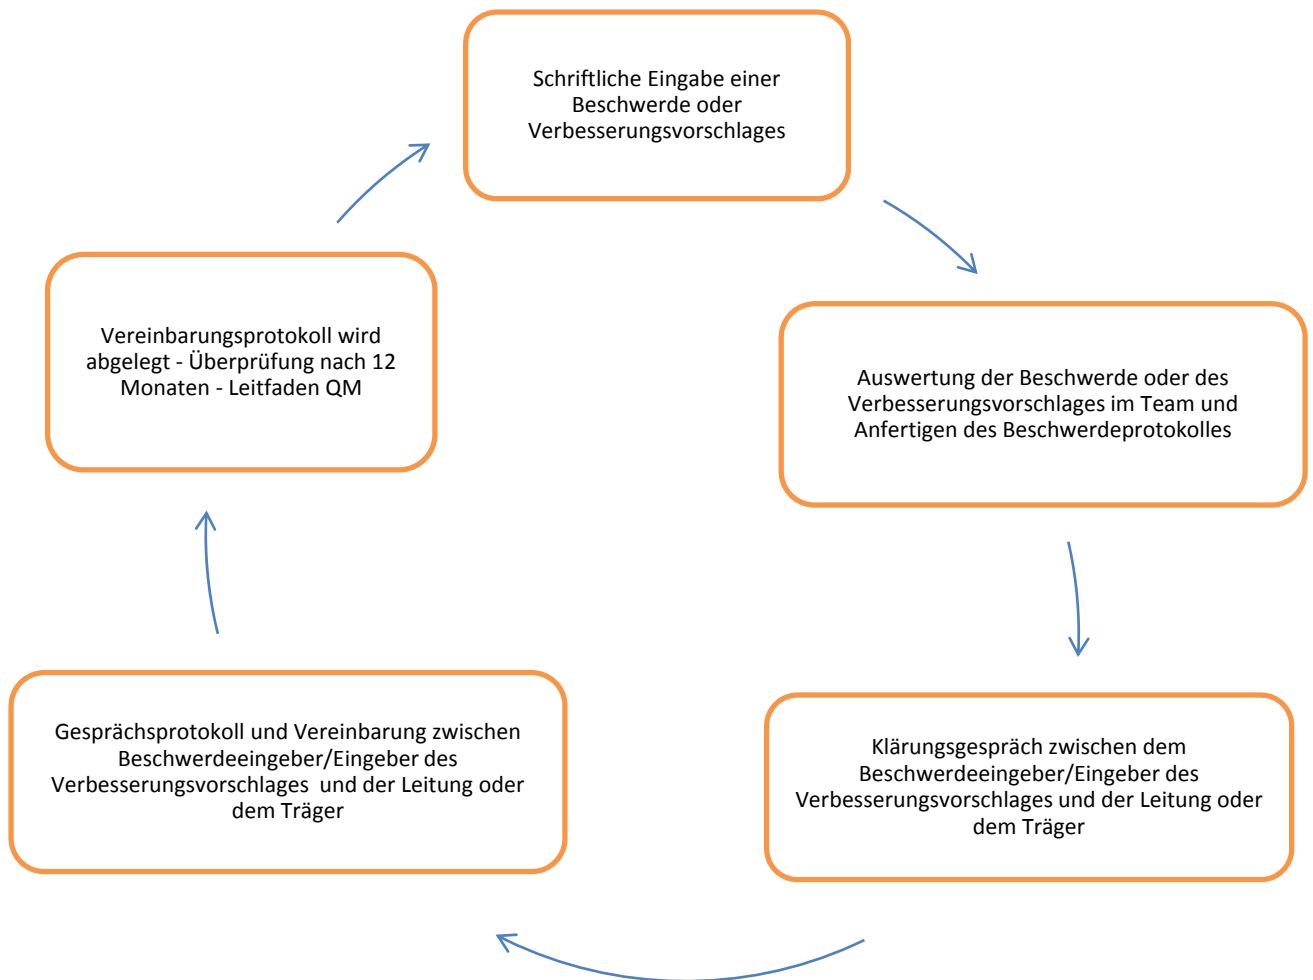 Schriftliche Eingabe einer
Beschwerde oder
Verbesserungsvorschlages
Auswertung der Beschwerde oder des
Verbesserungsvorschlages im Team und
Anfertigen des Beschwerdeprotokolles
Klärungsgespräch zwischen dem
Beschwerdeeingeber/Eingeber des
Verbesserungsvorschlages und der Leitung oder
dem Träger
Gesprächsprotokoll und Vereinbarung zwischen
Beschwerdeeingeber/Eingeber des
Verbesserungsvorschlages  und der Leitung oder
dem Träger
Vereinbarungsprotokoll wird
abgelegt - Überprüfung nach 12
Monaten - Leitfaden QM